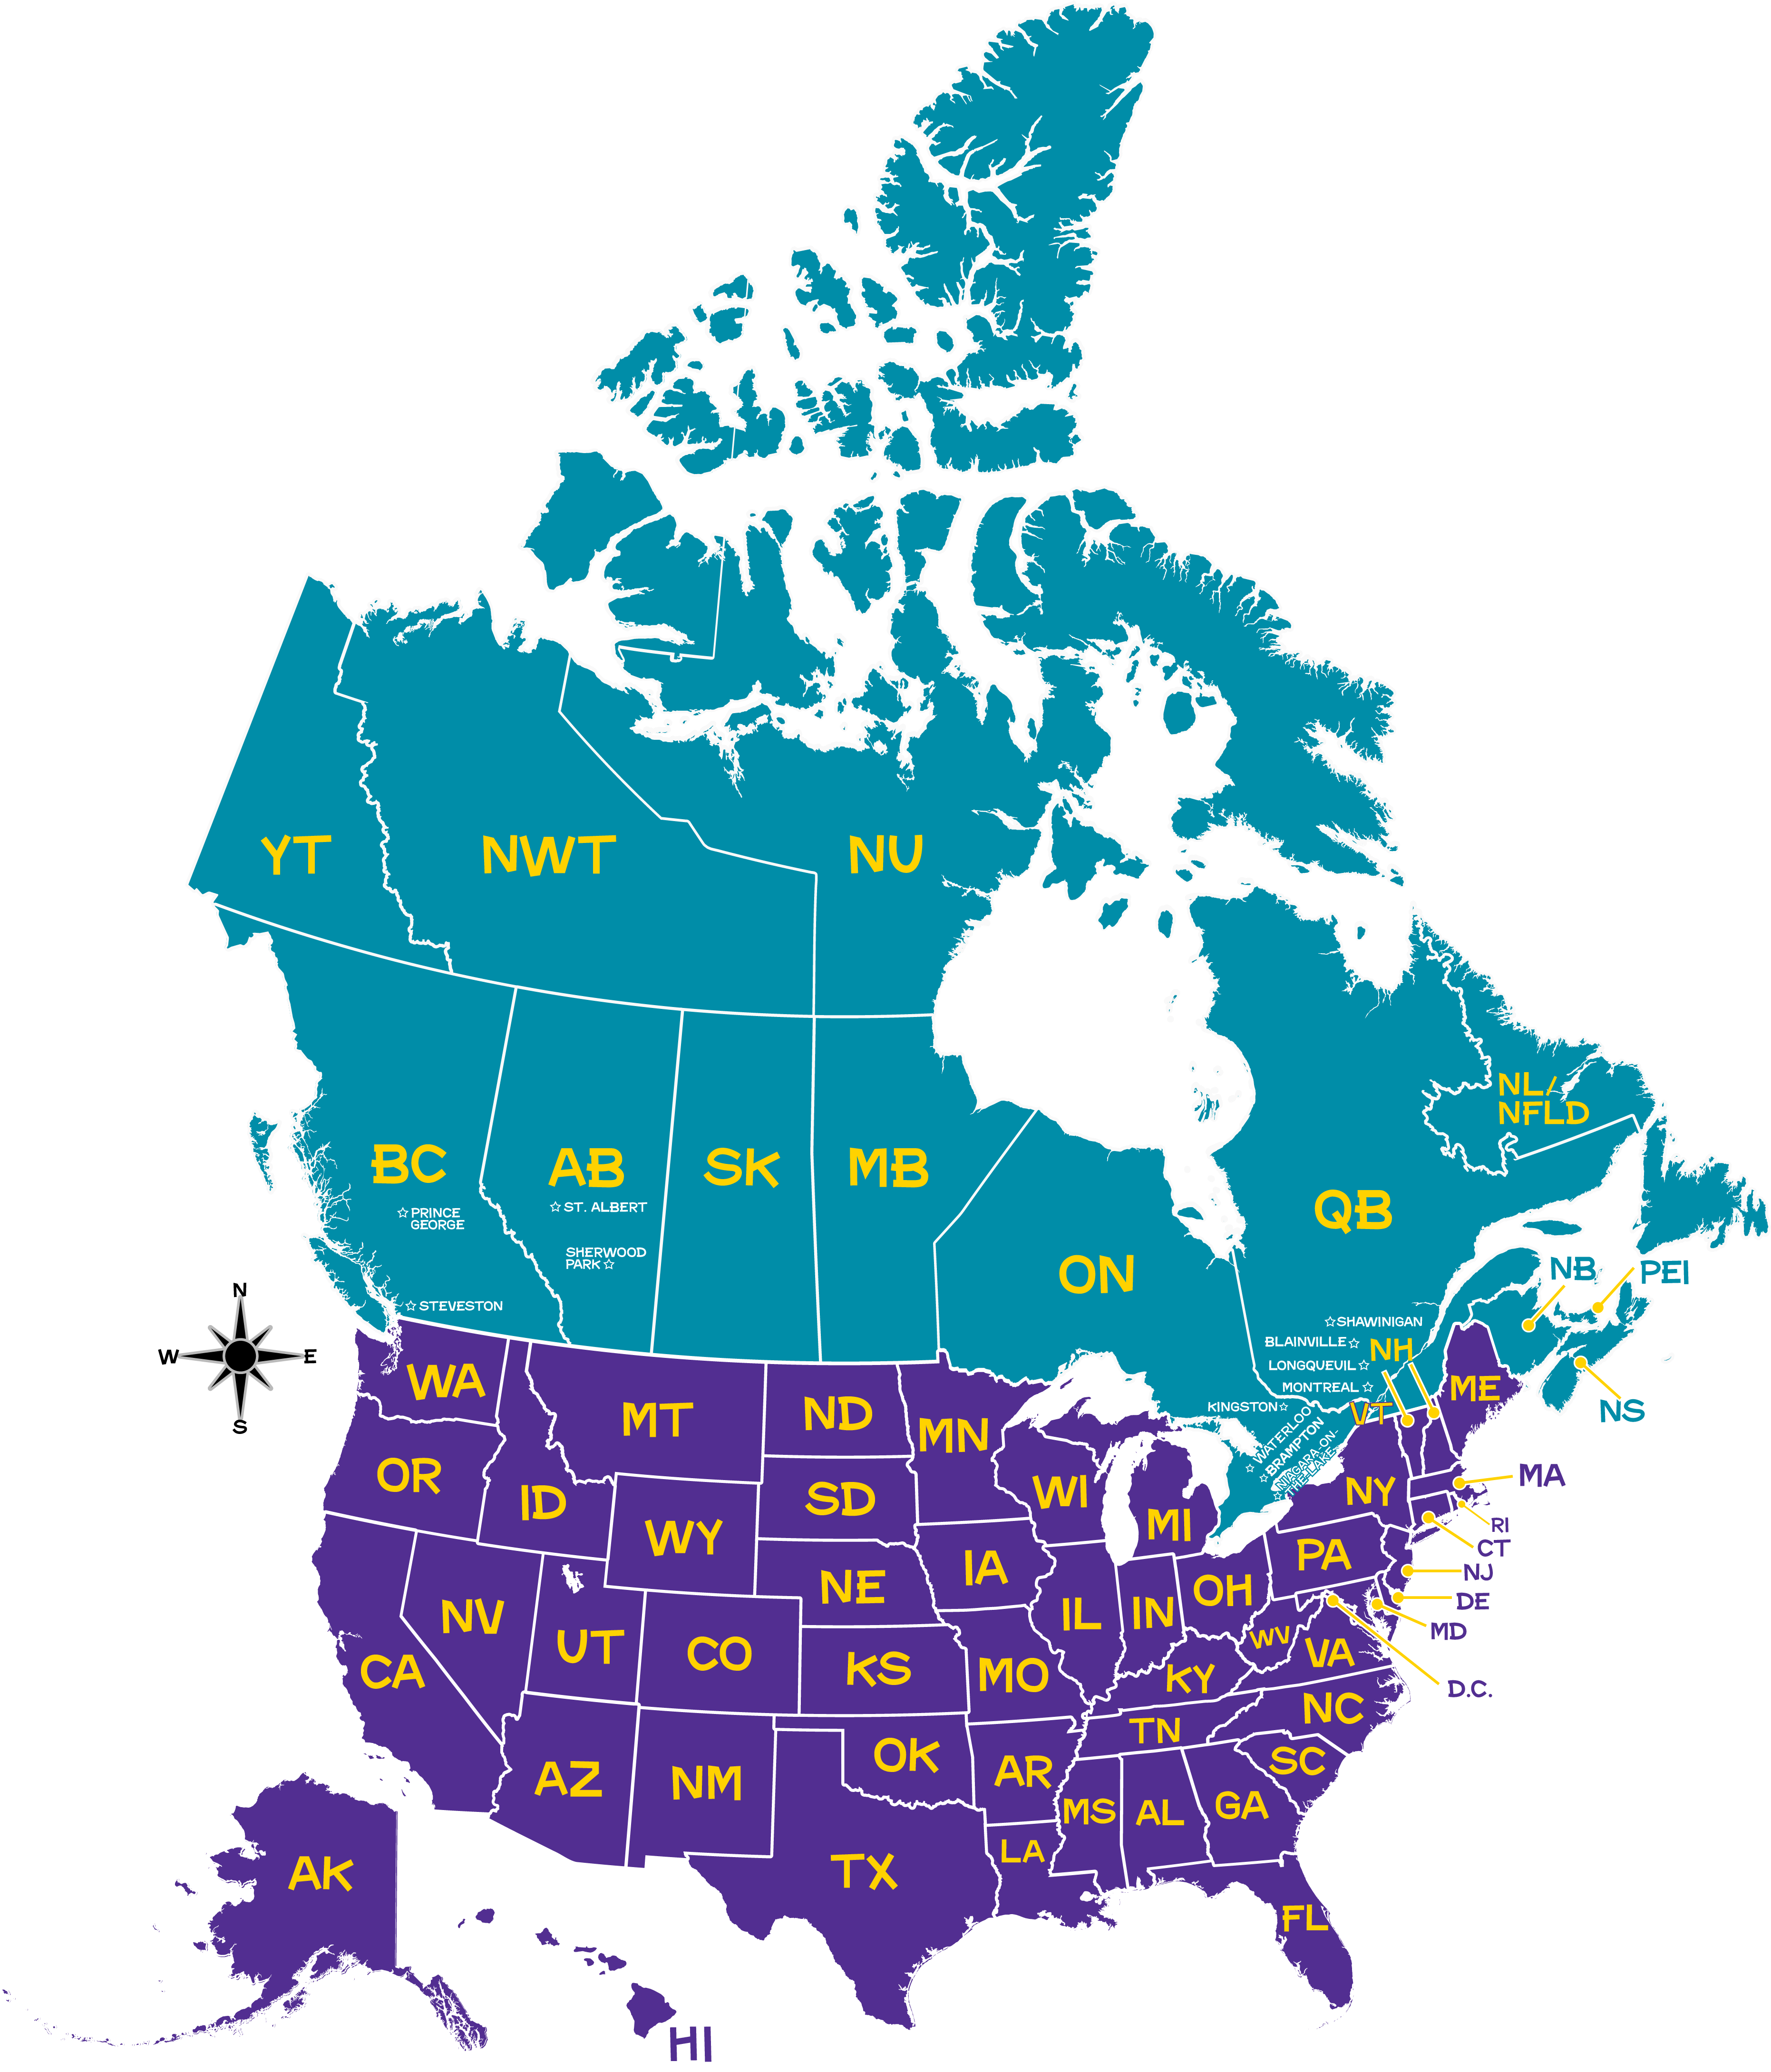 YT
NWT
NU
NL/
NFLD
BC
AB
SK
MB
QB
PRINCE
GEORGE
ST. ALBERT
SHERWOOD
PARK
STEVESTON
ON
NB
PEI
NS
SHAWINIGAN
BLAINVILLE
LONGQUEUIL
MONTREAL
KINGSTON
WATERLOO
BRAMPTON
NIAGARA-ON-
THE-LAKE
NH
VT
ME
N
W
E
S
WA
MT
ND
MN
OR
ID
SD
WI
MI
NY
MA
WY
RI
CT
NJ
DE
MD
D.C.
PA
IA
NE
OH
IL
IN
NV
UT
CO
KS
MO
WV
VA
KY
CA
NC
TN
OK
AR
SC
AZ
NM
MS
AL
GA
LA
TX
AK
FL
HI